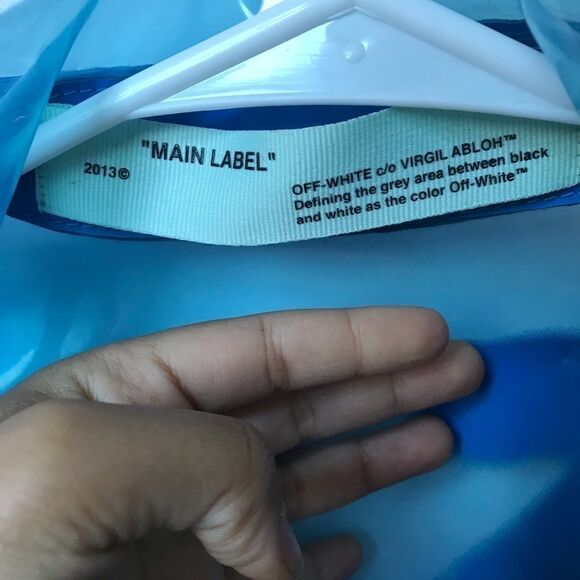 "MAIN LABEL"
2013©
OFF-WHITE c/o VIRGIL ABLOH™
Defining the grey area between black
and white as the color Off-White™